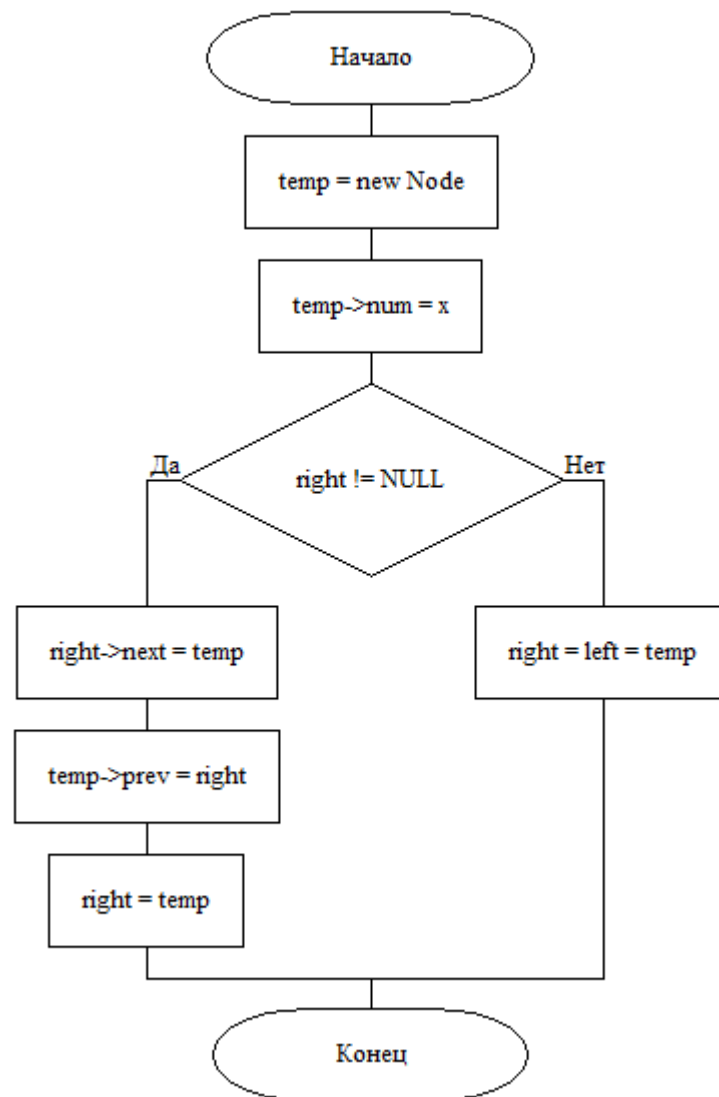 Начало
temp = new Node
temp->num = x
right != NULL
Да
Нет
right->next = temp
temp->prev = right
right = temp
right = left = temp
Конец